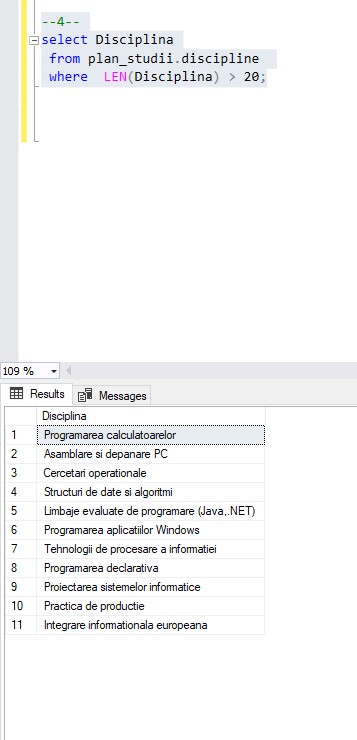 --4--
select Disciplina
from plan_studii.discipline
where LEN(Disciplina) > 20;
109 %
Results Messages
Disciplina
1 Programarea calculatoarelor
2 Asamblare si depanare PC
3 Cercetari operationale
4 Structuri de date si algoritmi
5 Limbaje evaluate de programare (Java,.NET)
6 Programarea aplicatiilor Windows
7 Tehnologii de procesare a informatiei
8 Programarea declarativa
9 Proiectarea sistemelor informatice
10 Practica de productie
11 Integrare informationala europeana